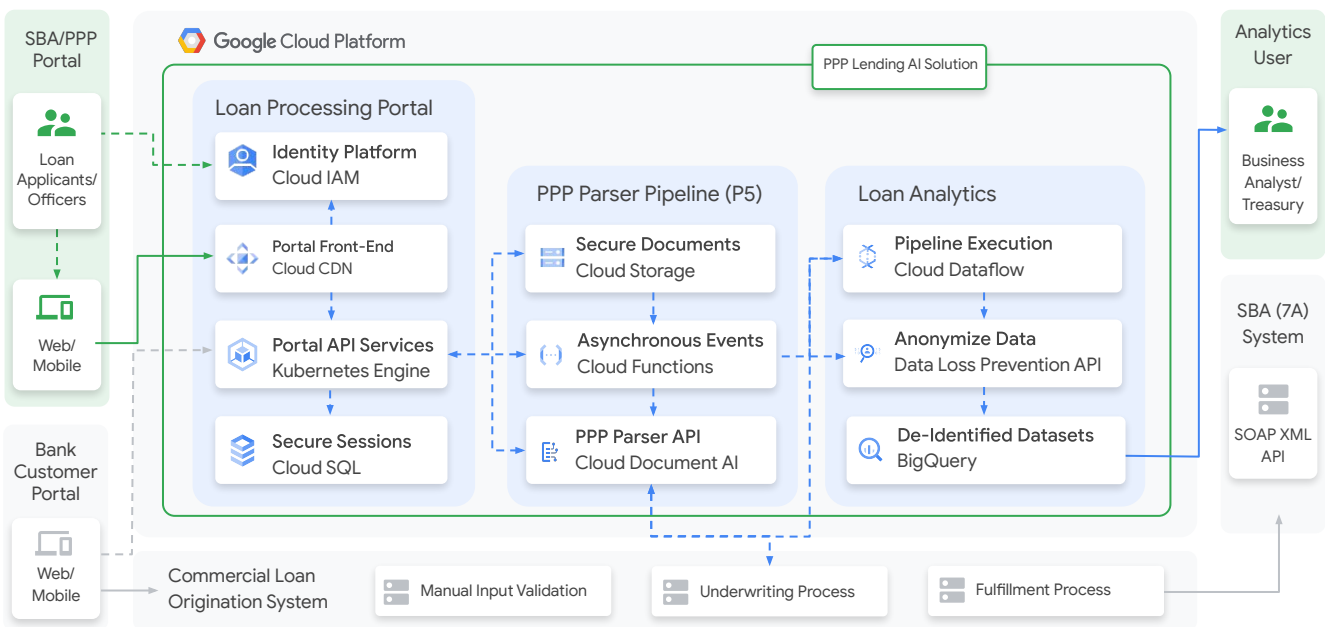 SBA/PPP
Portal
Loan
Applicants/
Officers
Web/
Mobile
Bank
Customer
Portal
Web/
Mobile
Google Cloud Platform
PPP Lending AI Solution
Loan Processing Portal
Identity Platform
Cloud IAM
Portal Front-End
Cloud CDN
Portal API Services
Kubernetes Engine
Secure Sessions
Cloud SQL
PPP Parser Pipeline (P5)
Secure Documents
Cloud Storage
Asynchronous Events
Cloud Functions
PPP Parser API
Cloud Document AI
Loan Analytics
Pipeline Execution
Cloud Dataflow
Anonymize Data
Data Loss Prevention API
De-Identified Datasets
BigQuery
Analytics
User
Business
Analyst/
Treasury
SBA (7A)
System
SOAP XML
API
Commercial Loan
Origination System
Manual Input Validation
Underwriting Process
Fulfillment Process